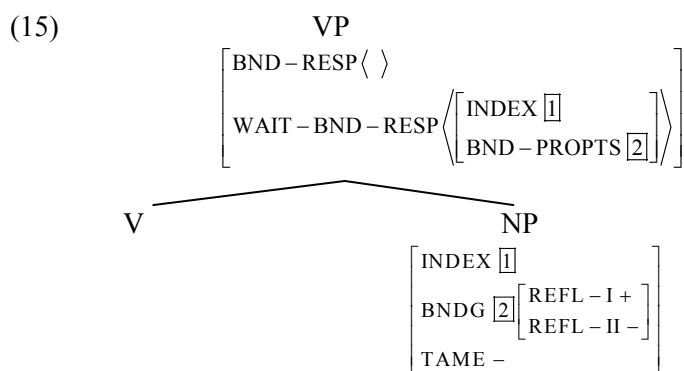 (15) VP
BND – RESP⟨ ⟩
WAIT – BND – RESP⟨[INDEX 1
BND – PROPTS 2]⟩
V NP
INDEX 1
BNDG 2 [REFL – I +
REFL – II –]
TAME –